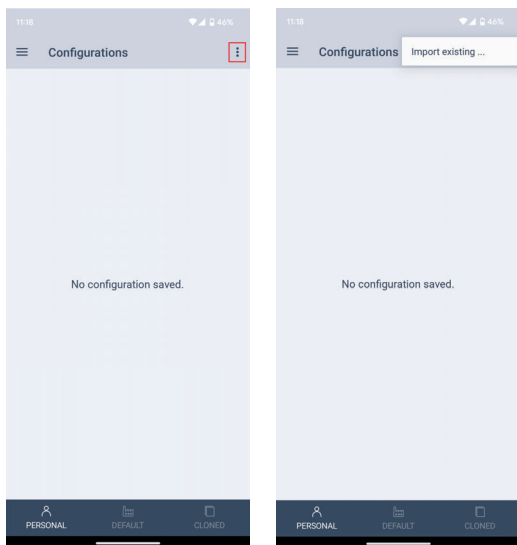 11:18 46%
Configurations
No configuration saved.
PERSONAL DEFAULT CLONED
11:18 46%
Configurations Import existing ...
No configuration saved.
PERSONAL DEFAULT CLONED